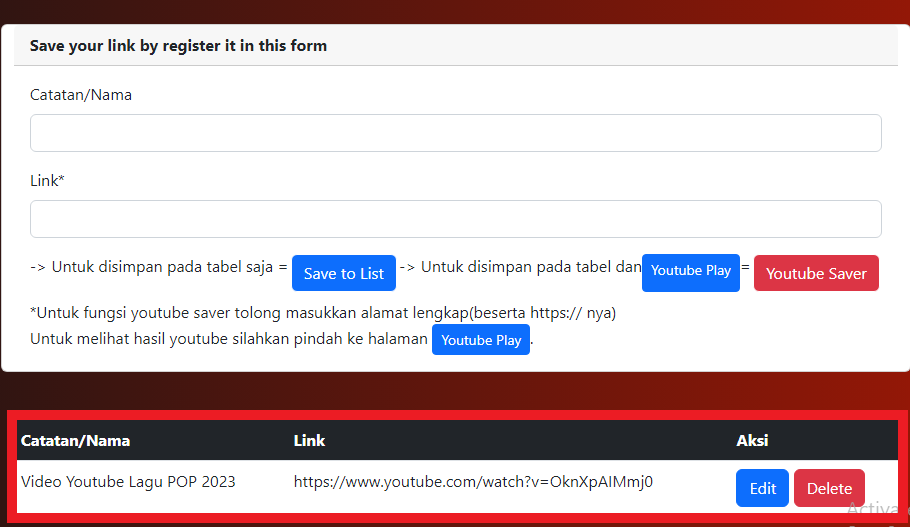 Save your link by register it in this form
Catatan/Nama
Link*
-> Untuk disimpan pada tabel saja = Save to List -> Untuk disimpan pada tabel dan Youtube Play = Youtube Saver
*Untuk fungsi youtube saver tolong masukkan alamat lengkap(beserta https:// nya)
Untuk melihat hasil youtube silahkan pindah ke halaman Youtube Play.
Catatan/Nama Link Aksi
Video Youtube Lagu POP 2023 https://www.youtube.com/watch?v=OknXpAIMmj0 Edit Delete